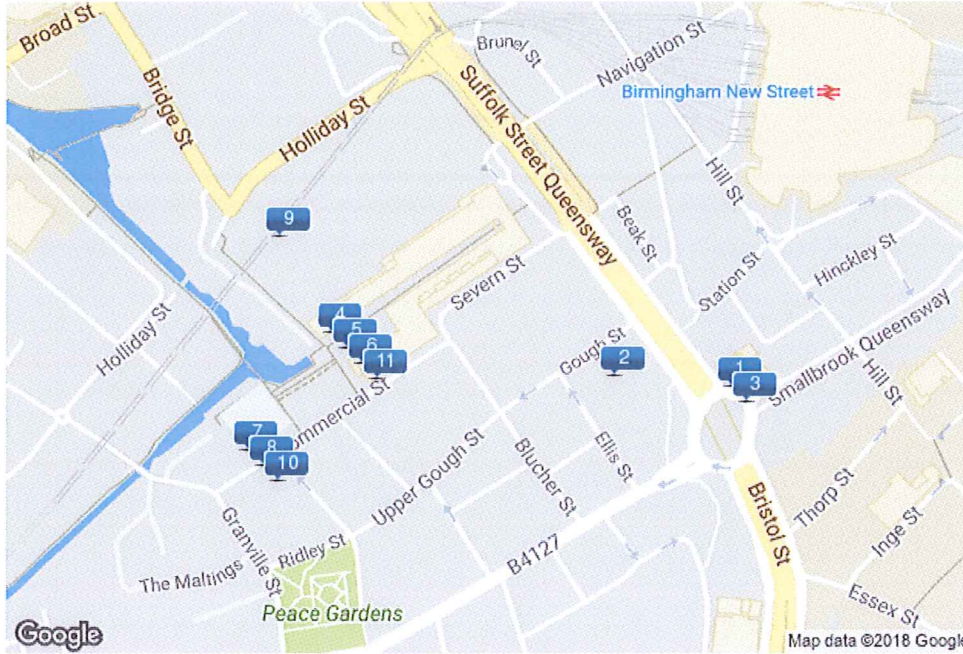 Broad St.
Bridge St
Brunel St
Navigation St
Suffolk Street Queensway
Birmingham New Street
Holliday St
Hill St
9
Beak St
Station St
Hinckley St
Severn St
Holliday St
4
5
6
11
Gough St
2
1
3
Smallbrook Queensway
Hill St
7
8
10
ommercial St
Upper Gough St
Blucher St
Ellis St
Granville St
Ridley St
The Maltings
B4127
Bristol St
Thorp St
Inge St
Essex St
Peace Gardens
Google
Map data ©2018 Google